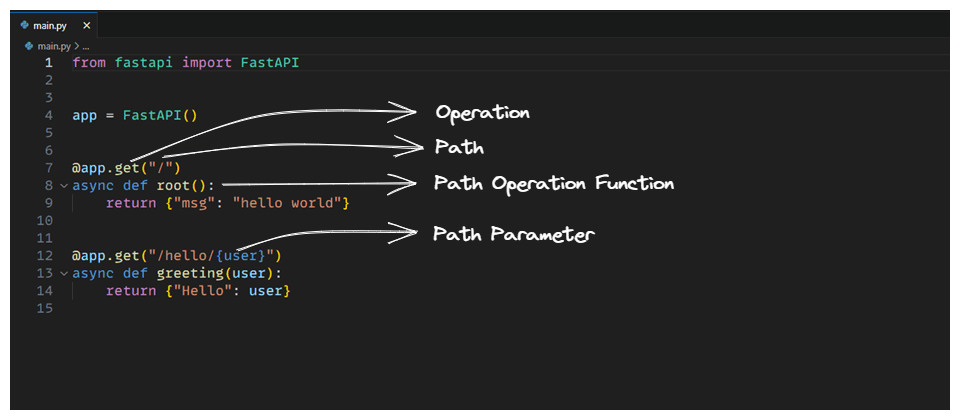 main.py ×
main.py > ...
1 from fastapi import FastAPI
2
3
4 app = FastAPI()
5
6
7 @app.get("/")
8 async def root():
9     return {"msg": "hello world"}
10
11
12 @app.get("/hello/{user}")
13 async def greeting(user):
14     return {"Hello": user}
15
Operation
Path
Path Operation Function
Path Parameter